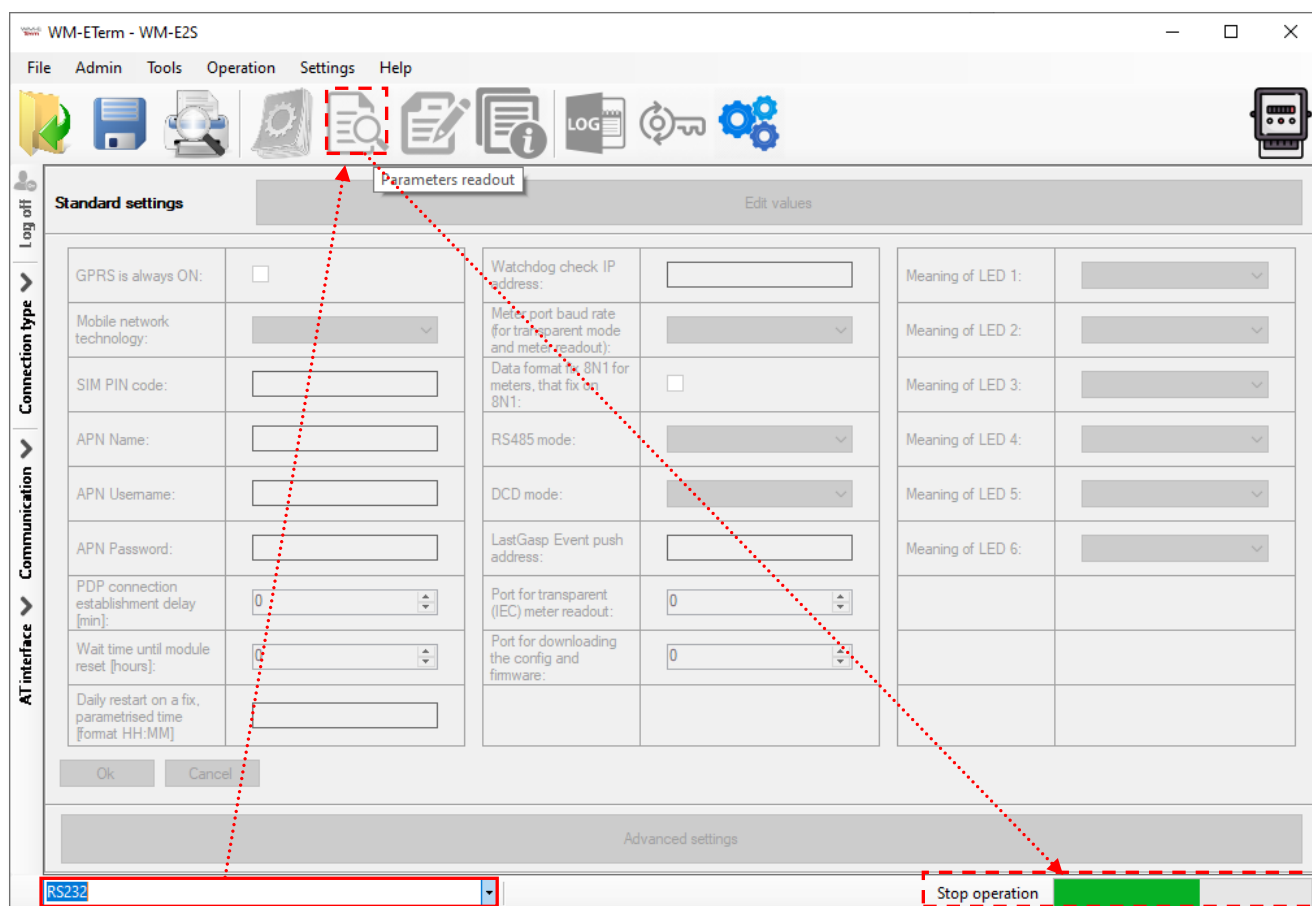 WM-ETerm - WM-E2S
File Admin Tools Operation Settings Help
LOG
Parameters readout
Log off
Connection type
Communication
AT interface
Standard settings
Edit values
GPRS is always ON:
Mobile network
technology:
SIM PIN code:
APN Name:
APN Username:
APN Password:
PDP connection
establishment delay
[min]:
0
Wait time until module
reset [hours]:
0
Daily restart on a fix,
parametrised time
[format HH:MM]
Watchdog check IP
address:
Meter port baud rate
(for transparent mode
and meter readout):
Data format fix 8N1 for
meters, that fix on
8N1:
RS485 mode:
DCD mode:
LastGasp Event push
address:
Port for transparent
(IEC) meter readout:
0
Port for downloading
the config and
firmware:
0
Meaning of LED 1:
Meaning of LED 2:
Meaning of LED 3:
Meaning of LED 4:
Meaning of LED 5:
Meaning of LED 6:
Ok Cancel
Advanced settings
RS232
Stop operation